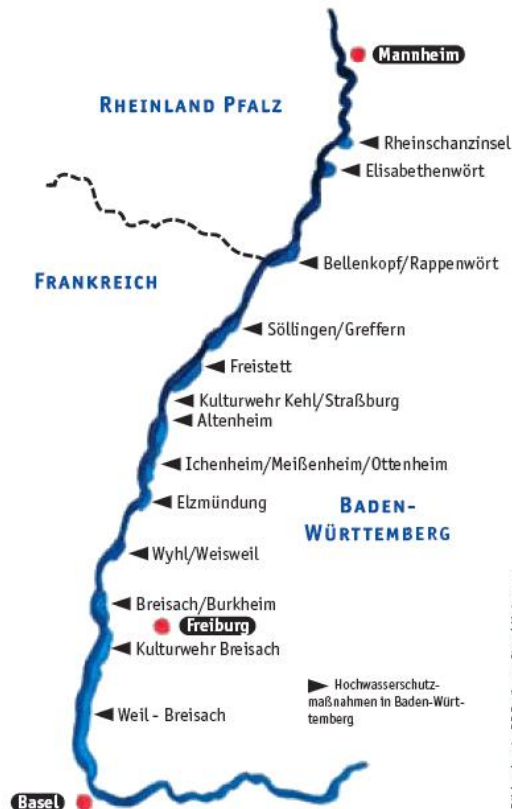 Mannheim
RHEINLAND PFALZ
Rheinschanzinsel
Elisabethenwört
Bellenkopf/Rappenwört
FRANKREICH
Söllingen/Greffern
Freistett
Kulturwehr Kehl/Straßburg
Altenheim
Ichenheim/Meißenheim/Ottenheim
Elzmündung
BADEN-
WÜRTTEMBERG
Wyhl/Weisweil
Breisach/Burkheim
Freiburg
Kulturwehr Breisach
Hochwasserschutz-
maßnahmen in Baden-Würt-
temberg
Weil - Breisach
Basel